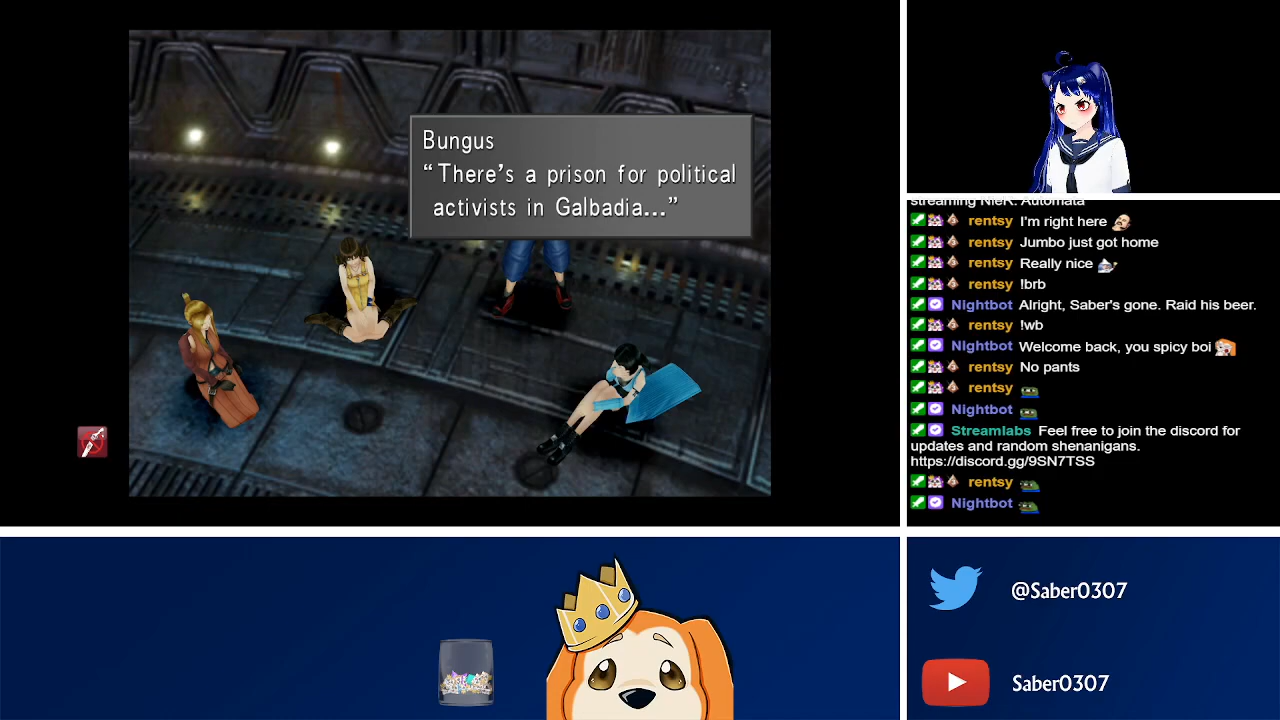 Bungus
“There's a prison for political
activists in Galbadia...”
streaming NieR: Automata
rentsy I'm right here
rentsy Jumbo just got home
rentsy Really nice
rentsy !brb
Nightbot Alright, Saber's gone. Raid his beer.
rentsy !wb
Nightbot Welcome back, you spicy boi
rentsy No pants
rentsy
Nightbot
Streamlabs Feel free to join the discord for
updates and random shenanigans.
https://discord.gg/9SN7TSS
rentsy
Nightbot
@Saber0307
Saber0307